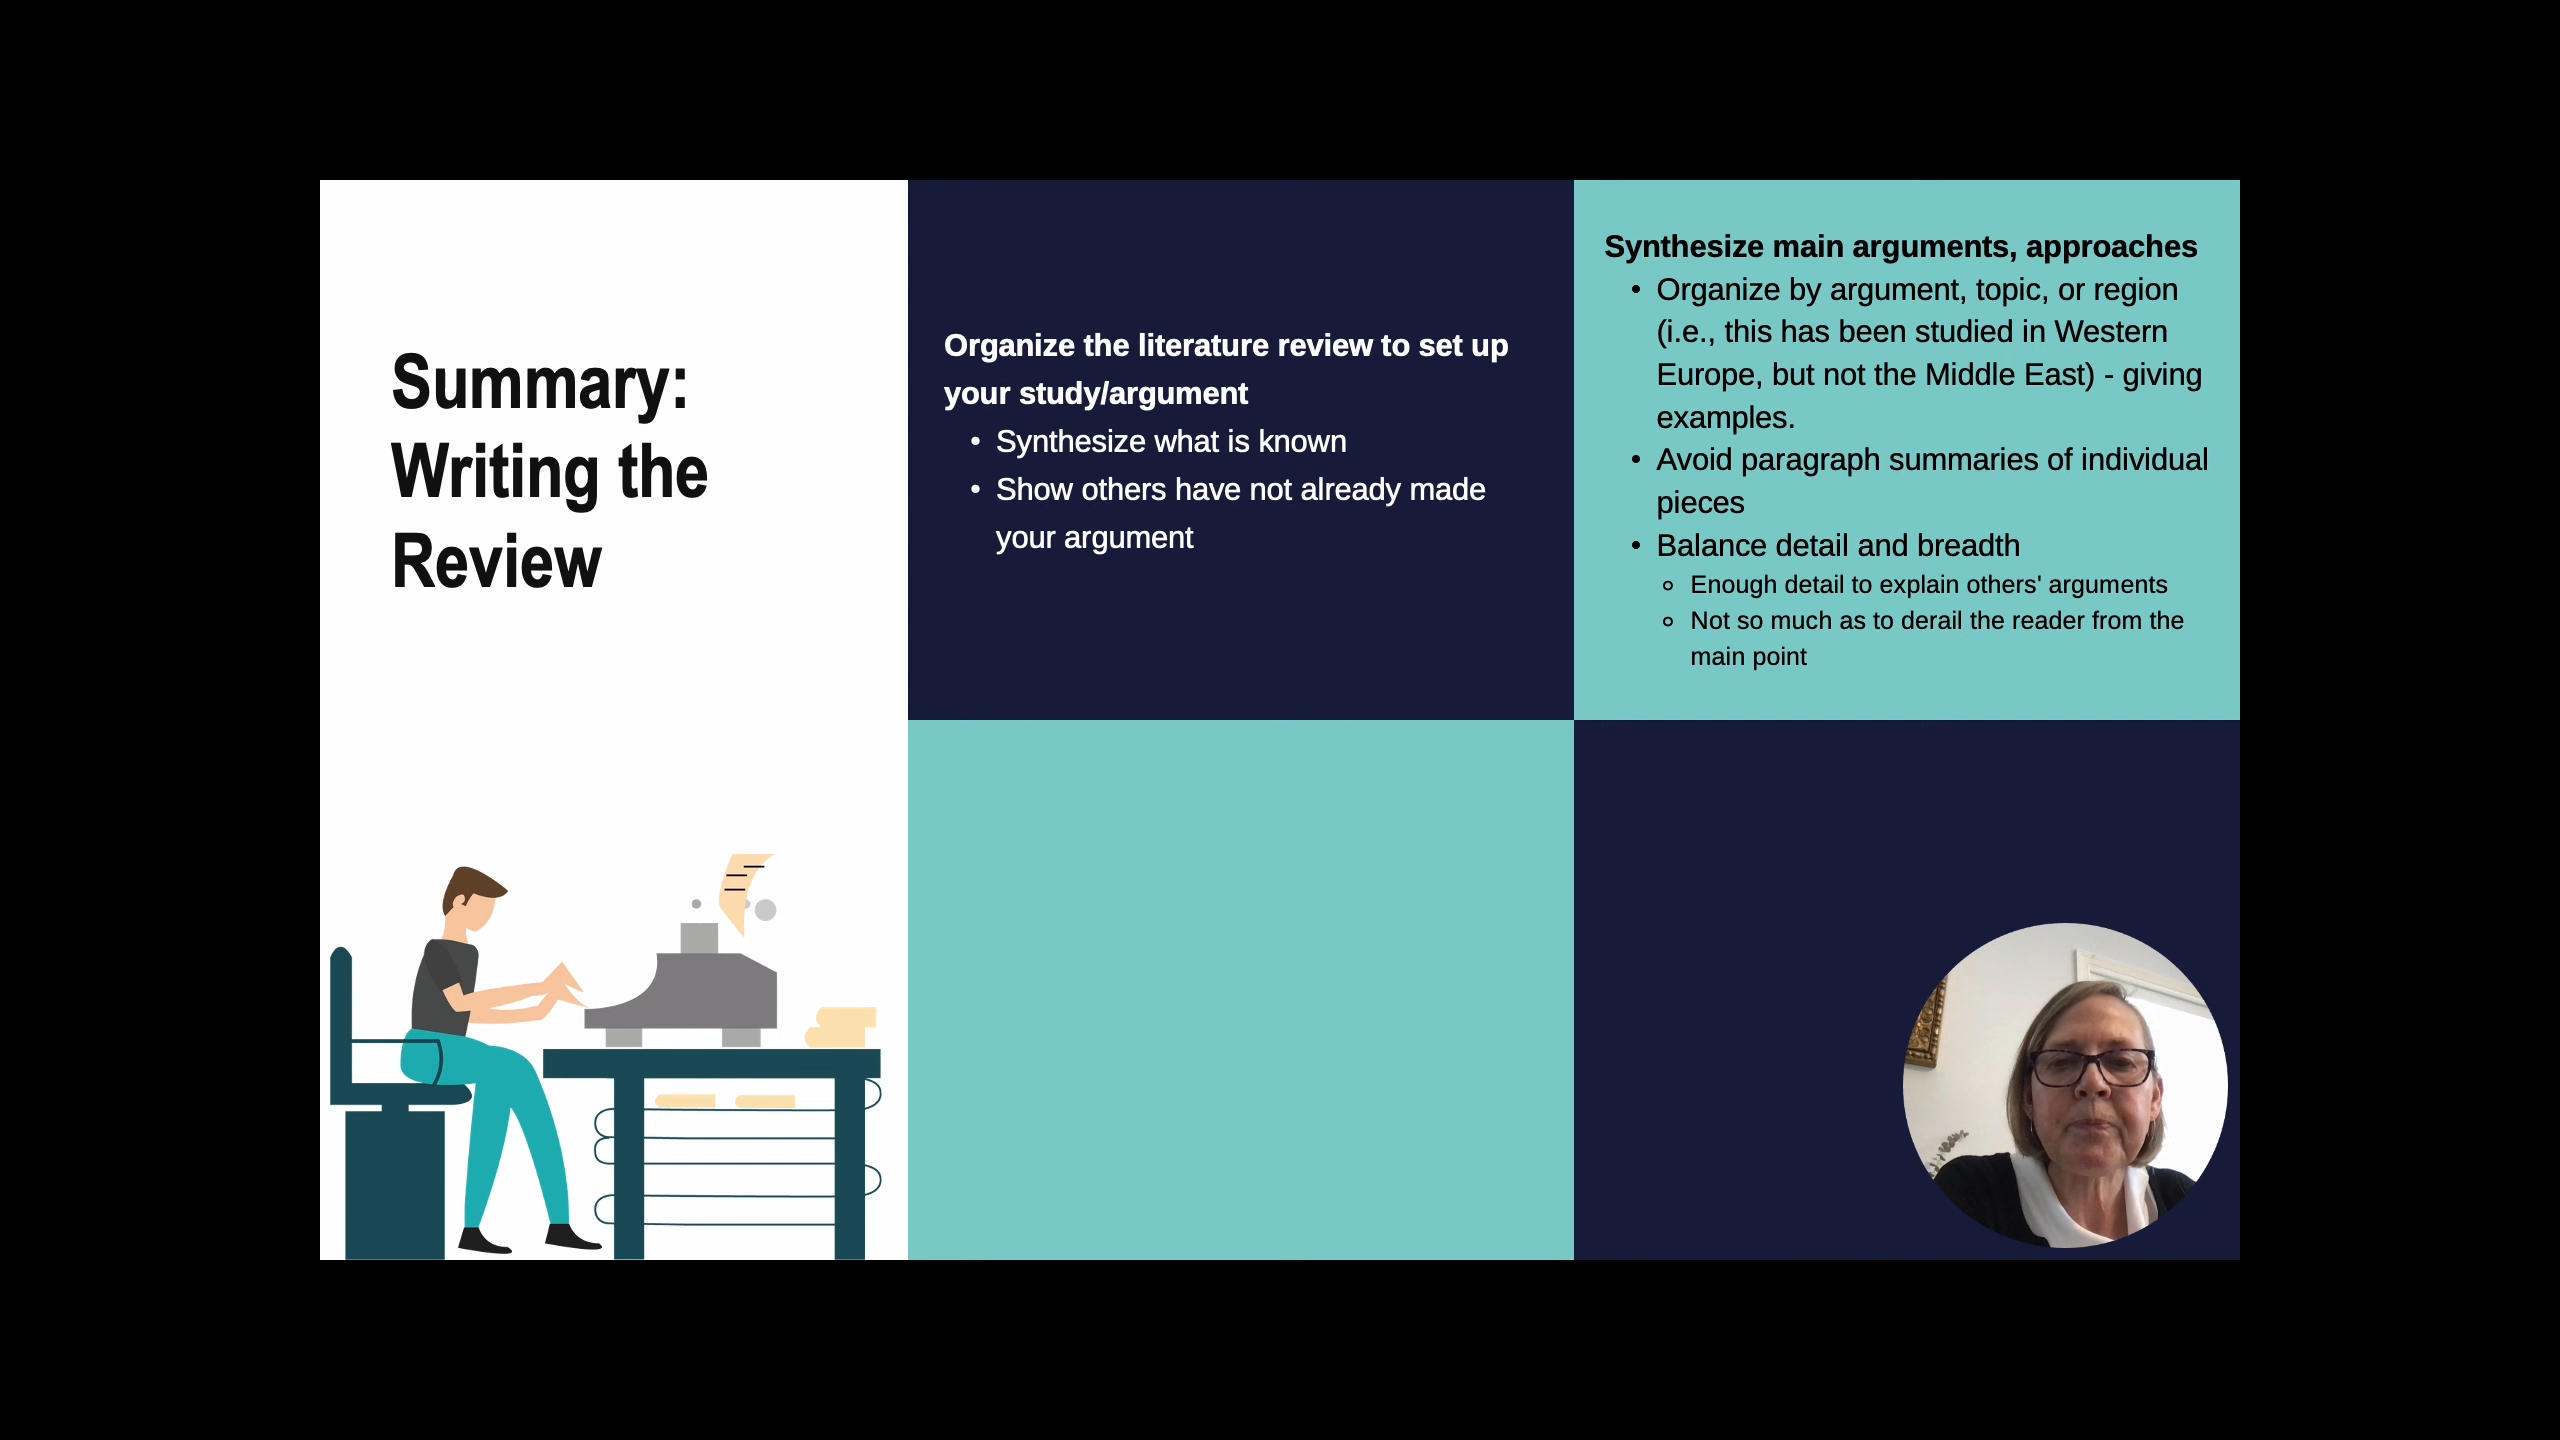 Summary:
Writing the
Review
Organize the literature review to set up
your study/argument
• Synthesize what is known
• Show others have not already made
your argument
Synthesize main arguments, approaches
• Organize by argument, topic, or region
(i.e., this has been studied in Western
Europe, but not the Middle East) - giving
examples.
• Avoid paragraph summaries of individual
pieces
• Balance detail and breadth
◦ Enough detail to explain others' arguments
◦ Not so much as to derail the reader from the
main point